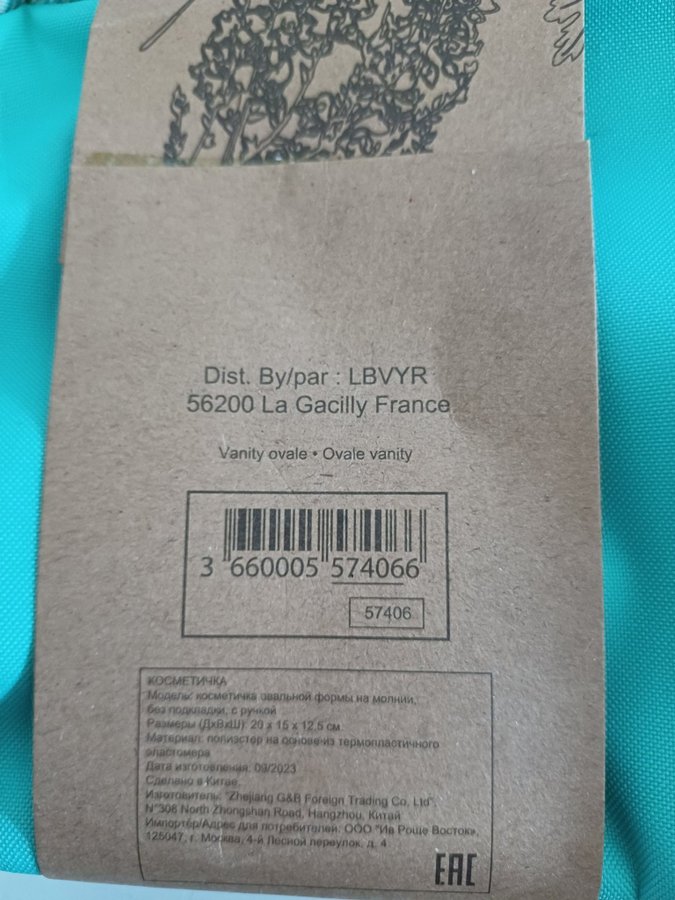 Dist. By/par : LBVYR
56200 La Gacilly France
Vanity ovale • Ovale vanity
3 660005 574066
57406
КОСМЕТИЧКА
Модель: косметичка овальной формы на молнии,
без подкладки, с ручкой
Размеры (ДхВхШ): 20 x 15 x 12,5 см
Материал: полиэстер на основе из термопластичного
эластомера
Дата изготовления: 09/2023
Сделано в Китае
Изготовитель: "Zhejiang G&B Foreign Trading Co. Ltd",
N°308 North Zhongshan Road, Hangzhou, Китай
Импортёр/Адрес для потребителей: ООО "Ив Роше Восток",
125047, г. Москва, 4-й Лесной переулок, д. 4
EAC